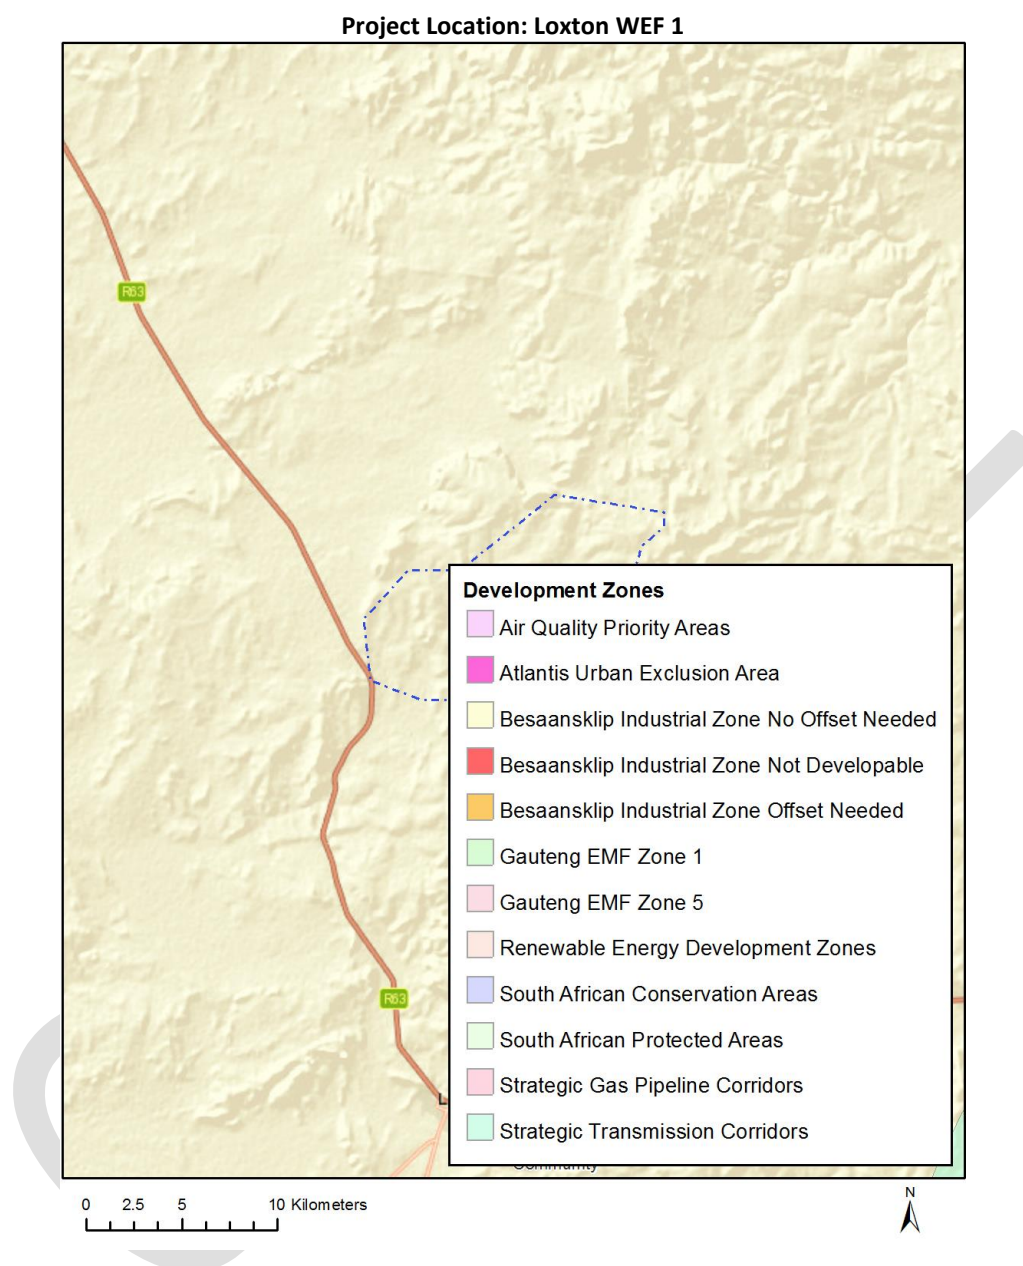 Project Location: Loxton WEF 1
R63
Development Zones
Air Quality Priority Areas
Atlantis Urban Exclusion Area
Besaansklip Industrial Zone No Offset Needed
Besaansklip Industrial Zone Not Developable
Besaansklip Industrial Zone Offset Needed
Gauteng EMF Zone 1
Gauteng EMF Zone 5
Renewable Energy Development Zones
South African Conservation Areas
R63
South African Protected Areas
Strategic Gas Pipeline Corridors
L
Strategic Transmission Corridors
Community
0 2.5 5 10 Kilometers
N